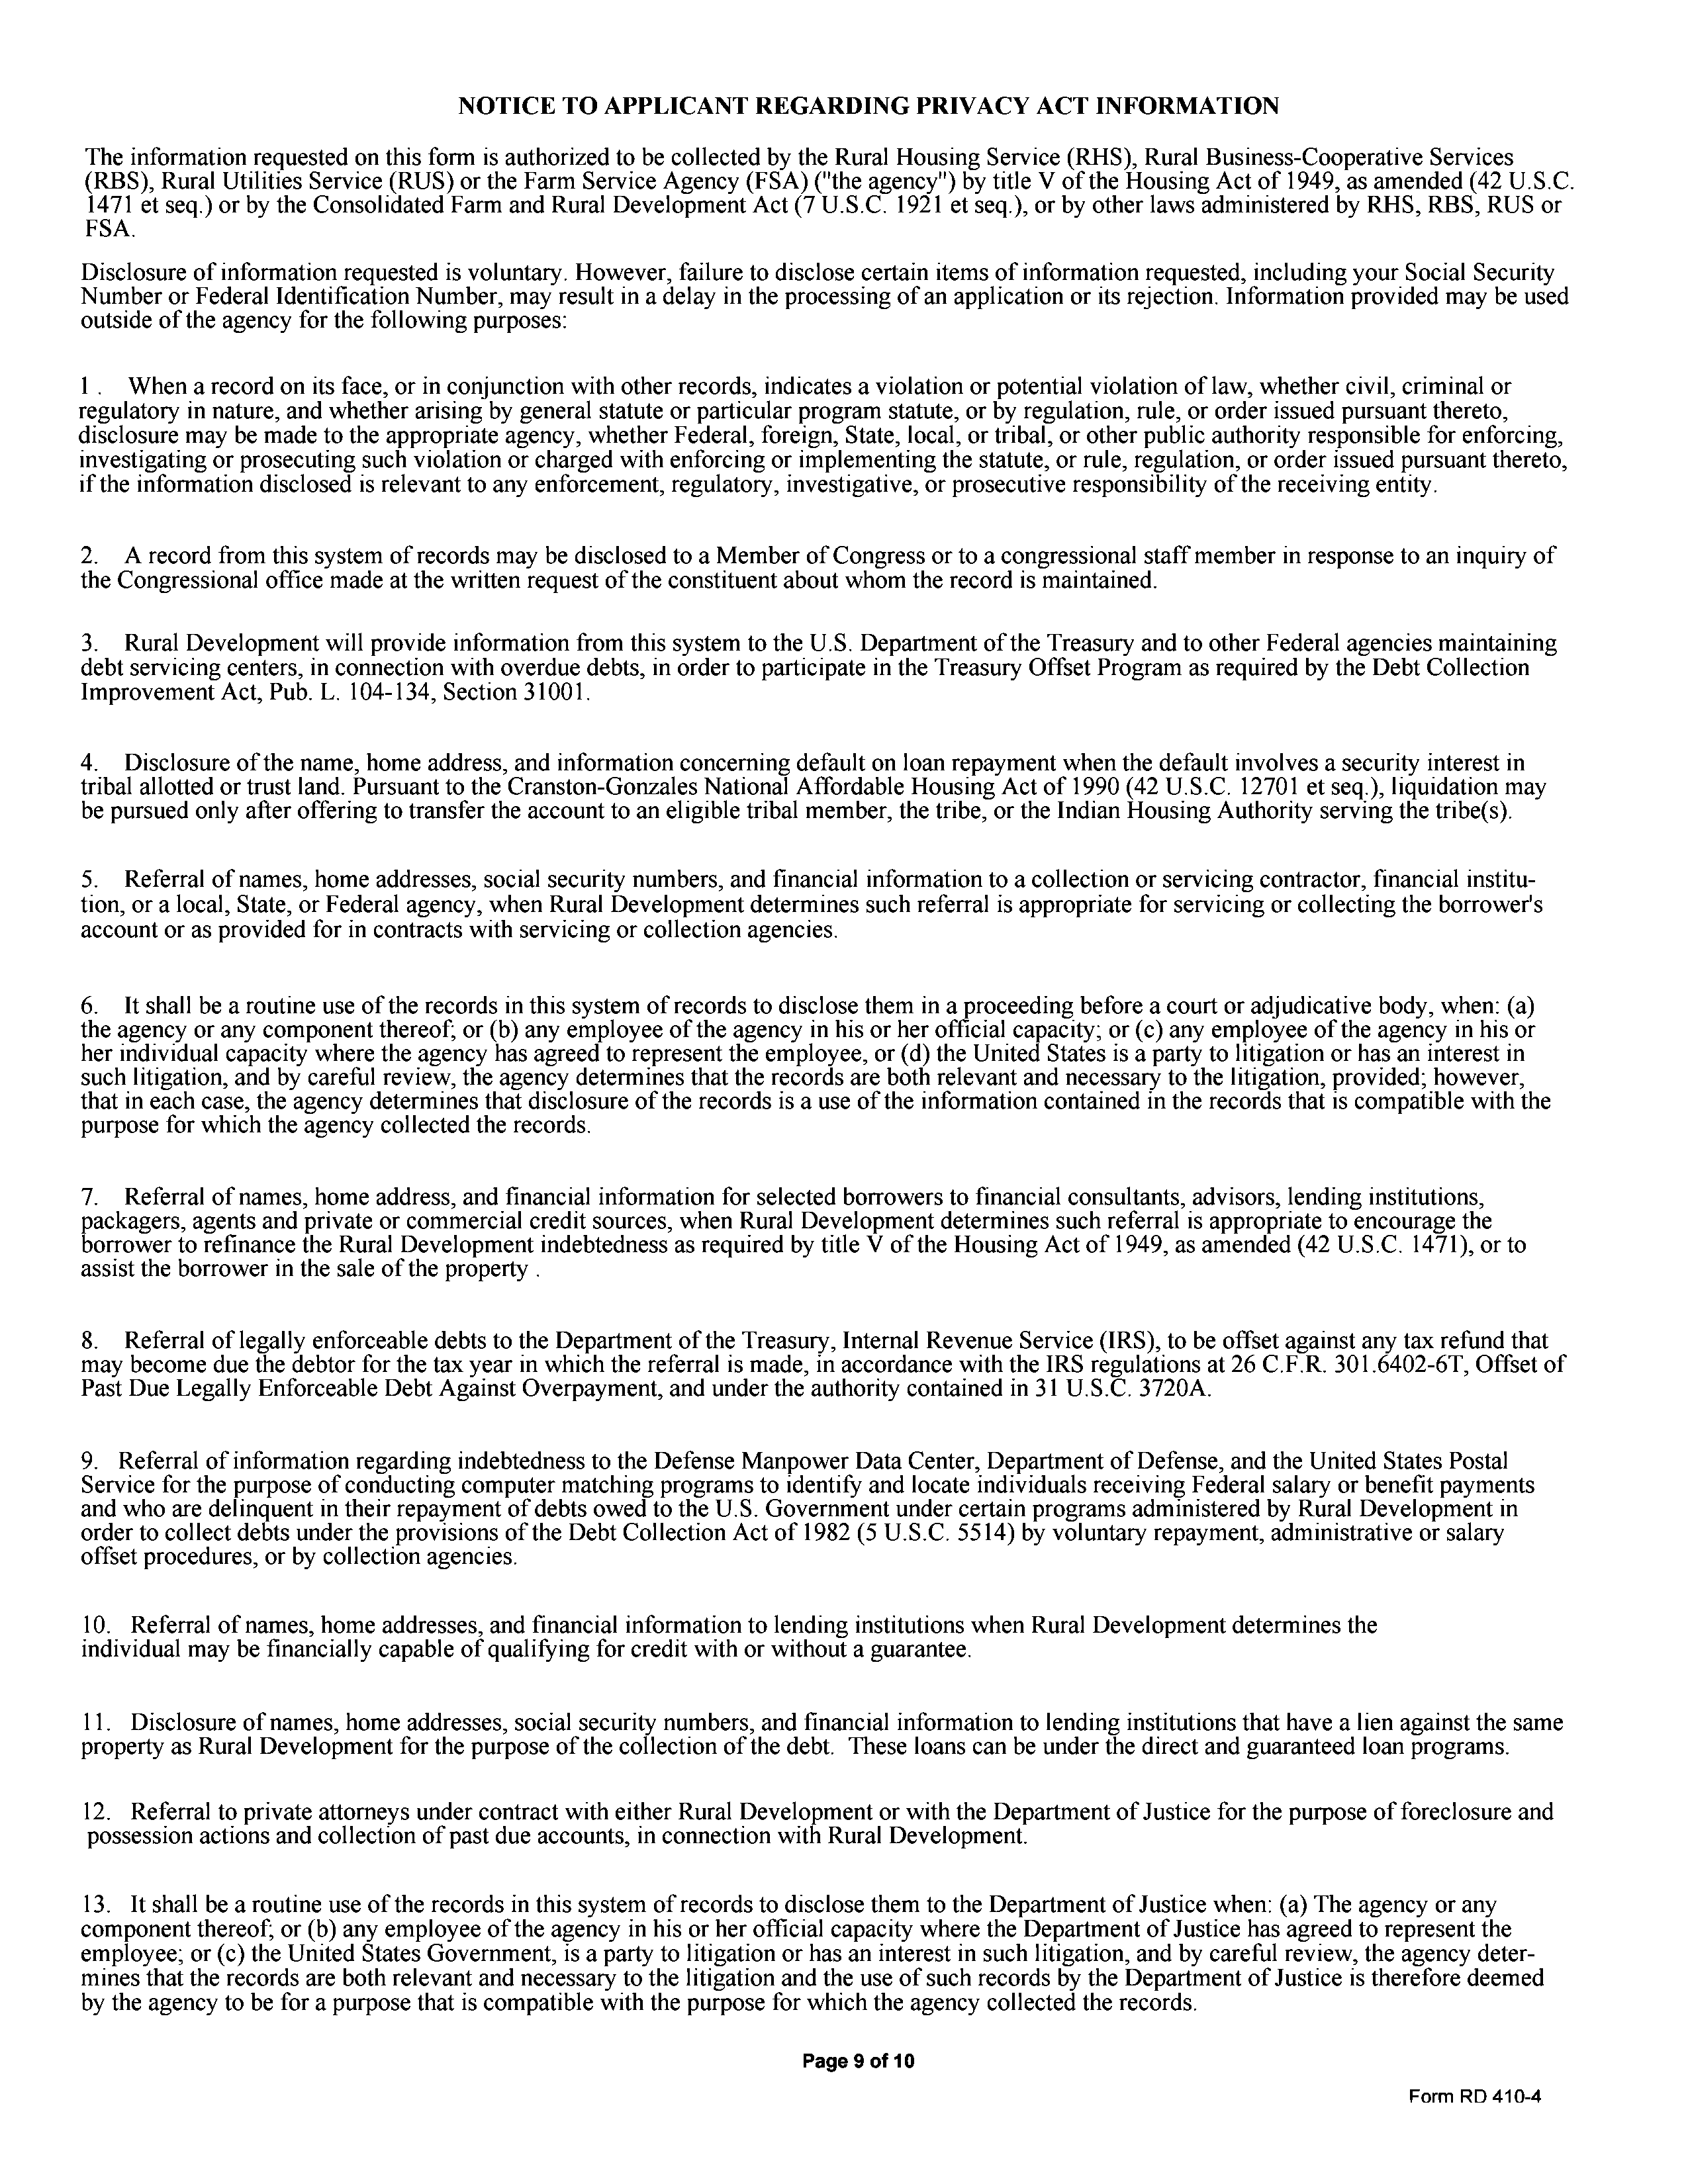 NOTICE TO APPLICANT REGARDING PRIVACY ACT INFORMATION
The information requested on this form is authorized to be collected by the Rural Housing Service (RHS), Rural Business-Cooperative Services
(RBS), Rural Utilities Service (RUS) or the Farm Service Agency (FSA) ("the agency") by title V of the Housing Act of 1949, as amended (42 U.S.C.
1471 et seq.) or by the Consolidated Farm and Rural Development Act (7 U.S.C. 1921 et seq.), or by other laws administered by RHS, RBS, RUS or
FSA.
Disclosure of information requested is voluntary. However, failure to disclose certain items of information requested, including your Social Security
Number or Federal Identification Number, may result in a delay in the processing of an application or its rejection. Information provided may be used
outside of the agency for the following purposes:
1 . When a record on its face, or in conjunction with other records, indicates a violation or potential violation of law, whether civil, criminal or
regulatory in nature, and whether arising by general statute or particular program statute, or by regulation, rule, or order issued pursuant thereto,
disclosure may be made to the appropriate agency, whether Federal, foreign, State, local, or tribal, or other public authority responsible for enforcing,
investigating or prosecuting such violation or charged with enforcing or implementing the statute, or rule, regulation, or order issued pursuant thereto,
if the information disclosed is relevant to any enforcement, regulatory, investigative, or prosecutive responsibility of the receiving entity.
2. A record from this system of records may be disclosed to a Member of Congress or to a congressional staff member in response to an inquiry of
the Congressional office made at the written request of the constituent about whom the record is maintained.
3. Rural Development will provide information from this system to the U.S. Department of the Treasury and to other Federal agencies maintaining
debt servicing centers, in connection with overdue debts, in order to participate in the Treasury Offset Program as required by the Debt Collection
Improvement Act, Pub. L. 104-134, Section 31001.
4. Disclosure of the name, home address, and information concerning default on loan repayment when the default involves a security interest in
tribal allotted or trust land. Pursuant to the Cranston-Gonzales National Affordable Housing Act of 1990 (42 U.S.C. 12701 et seq.), liquidation may
be pursued only after offering to transfer the account to an eligible tribal member, the tribe, or the Indian Housing Authority serving the tribe(s).
5. Referral of names, home addresses, social security numbers, and financial information to a collection or servicing contractor, financial institu-
tion, or a local, State, or Federal agency, when Rural Development determines such referral is appropriate for servicing or collecting the borrower's
account or as provided for in contracts with servicing or collection agencies.
6. It shall be a routine use of the records in this system of records to disclose them in a proceeding before a court or adjudicative body, when: (a)
the agency or any component thereof; or (b) any employee of the agency in his or her official capacity; or (c) any employee of the agency in his or
her individual capacity where the agency has agreed to represent the employee, or (d) the United States is a party to litigation or has an interest in
such litigation, and by careful review, the agency determines that the records are both relevant and necessary to the litigation, provided; however,
that in each case, the agency determines that disclosure of the records is a use of the information contained in the records that is compatible with the
purpose for which the agency collected the records.
7. Referral of names, home address, and financial information for selected borrowers to financial consultants, advisors, lending institutions,
packagers, agents and private or commercial credit sources, when Rural Development determines such referral is appropriate to encourage the
borrower to refinance the Rural Development indebtedness as required by title V of the Housing Act of 1949, as amended (42 U.S.C. 1471), or to
assist the borrower in the sale of the property .
8. Referral of legally enforceable debts to the Department of the Treasury, Internal Revenue Service (IRS), to be offset against any tax refund that
may become due the debtor for the tax year in which the referral is made, in accordance with the IRS regulations at 26 C.F.R. 301.6402-6T, Offset of
Past Due Legally Enforceable Debt Against Overpayment, and under the authority contained in 31 U.S.C. 3720A.
9. Referral of information regarding indebtedness to the Defense Manpower Data Center, Department of Defense, and the United States Postal
Service for the purpose of conducting computer matching programs to identify and locate individuals receiving Federal salary or benefit payments
and who are delinquent in their repayment of debts owed to the U.S. Government under certain programs administered by Rural Development in
order to collect debts under the provisions of the Debt Collection Act of 1982 (5 U.S.C. 5514) by voluntary repayment, administrative or salary
offset procedures, or by collection agencies.
10. Referral of names, home addresses, and financial information to lending institutions when Rural Development determines the
individual may be financially capable of qualifying for credit with or without a guarantee.
11. Disclosure of names, home addresses, social security numbers, and financial information to lending institutions that have a lien against the same
property as Rural Development for the purpose of the collection of the debt. These loans can be under the direct and guaranteed loan programs.
12. Referral to private attorneys under contract with either Rural Development or with the Department of Justice for the purpose of foreclosure and
possession actions and collection of past due accounts, in connection with Rural Development.
13. It shall be a routine use of the records in this system of records to disclose them to the Department of Justice when: (a) The agency or any
component thereof; or (b) any employee of the agency in his or her official capacity where the Department of Justice has agreed to represent the
employee; or (c) the United States Government, is a party to litigation or has an interest in such litigation, and by careful review, the agency deter-
mines that the records are both relevant and necessary to the litigation and the use of such records by the Department of Justice is therefore deemed
by the agency to be for a purpose that is compatible with the purpose for which the agency collected the records.
Page 9 of 10
Form RD 410-4